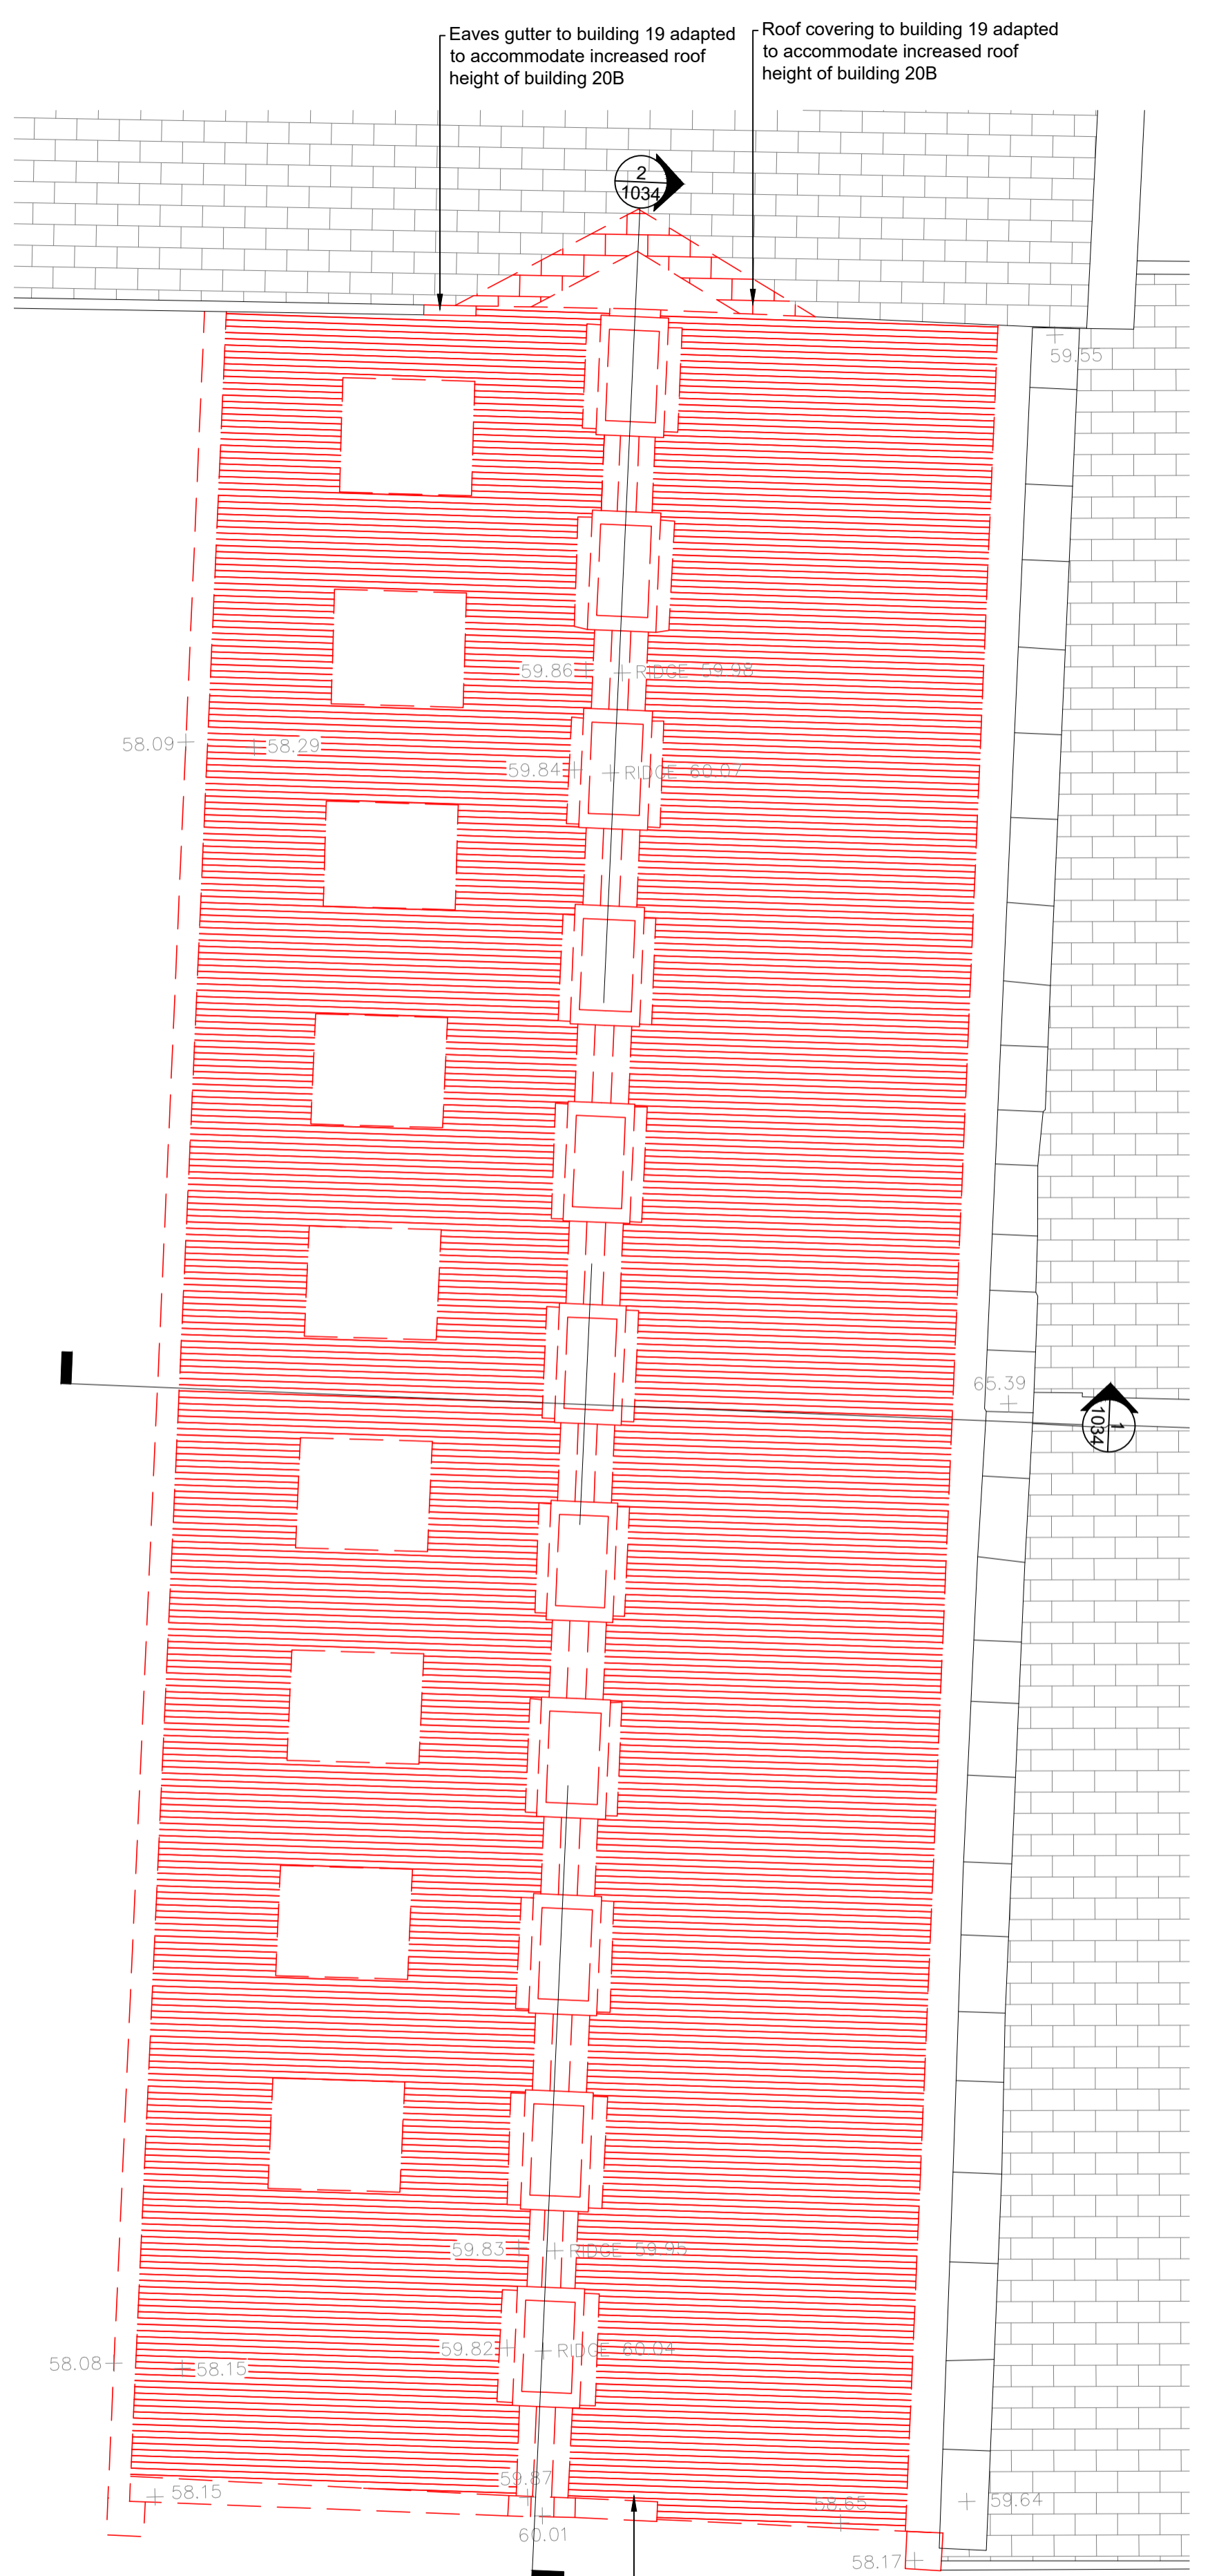 Eaves gutter to building 19 adapted
to accommodate increased roof
height of building 20B
Roof covering to building 19 adapted
to accommodate increased roof
height of building 20B
2
1034
59.55
59.86
RIDGE 59.98
58.09
58.29
59.84
RIDGE 60.07
65.39
1
1034
59.83
RIDGE 59.95
59.82
RIDGE 60.04
58.08
58.15
59.87
58.15
58.65
59.64
60.01
58.17